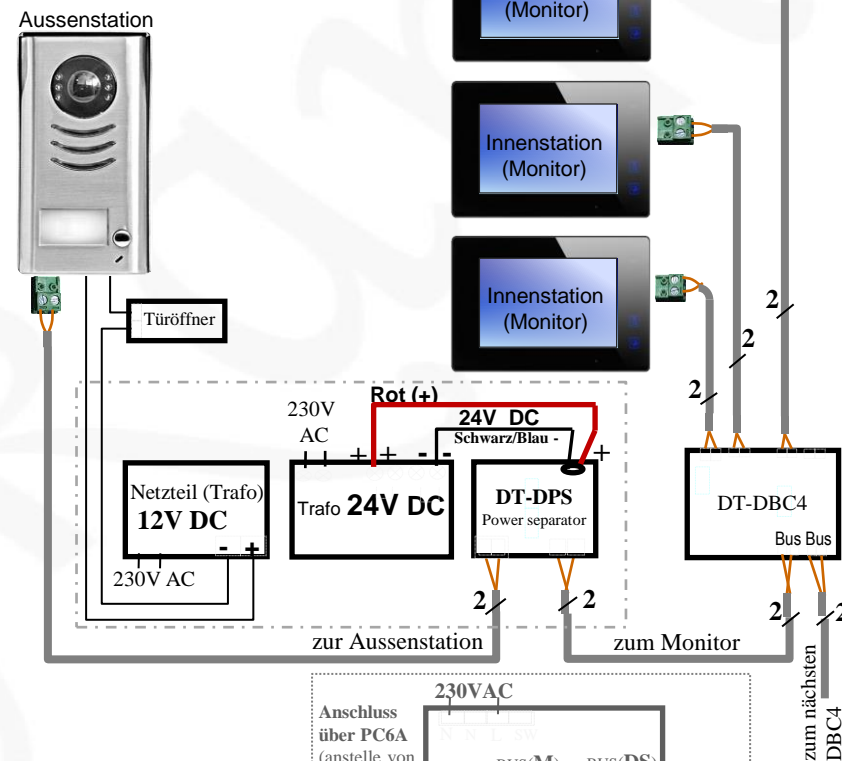 Aussenstation
(Monitor)
Innenstation
(Monitor)
Innenstation
(Monitor)
Türöffner
2
2
2
Rot (+)
230V
AC
24V DC
Schwarz/Blau -
+ +
- -
+
Netzteil (Trafo)
12V DC
- +
230V AC
Trafo 24V DC
DT-DPS
Power separator
DT-DBC4
Bus Bus
2
2
2
2
zur Aussenstation
zum Monitor
zum nächsten
DBC4
230VAC
Anschluss
über PC6A
(anstelle von
N N L SW
BUS(M)
BUS(DS)